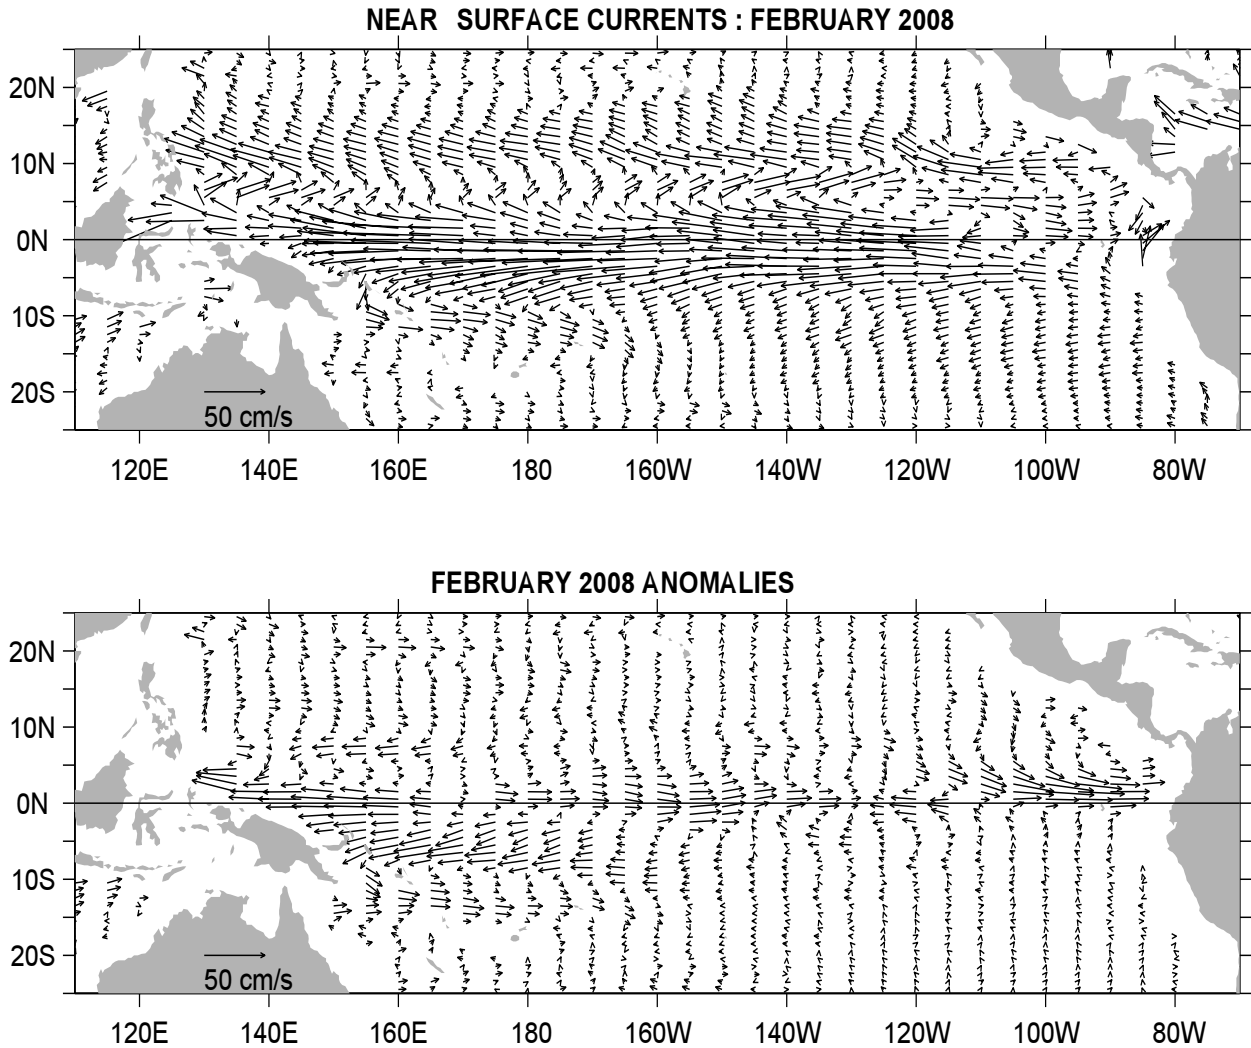 NEAR SURFACE CURRENTS : FEBRUARY 2008
20N
10N
0N
10S
20S
50 cm/s
120E 140E 160E 180 160W 140W 120W 100W 80W
FEBRUARY 2008 ANOMALIES
20N
10N
0N
10S
20S
50 cm/s
120E 140E 160E 180 160W 140W 120W 100W 80W